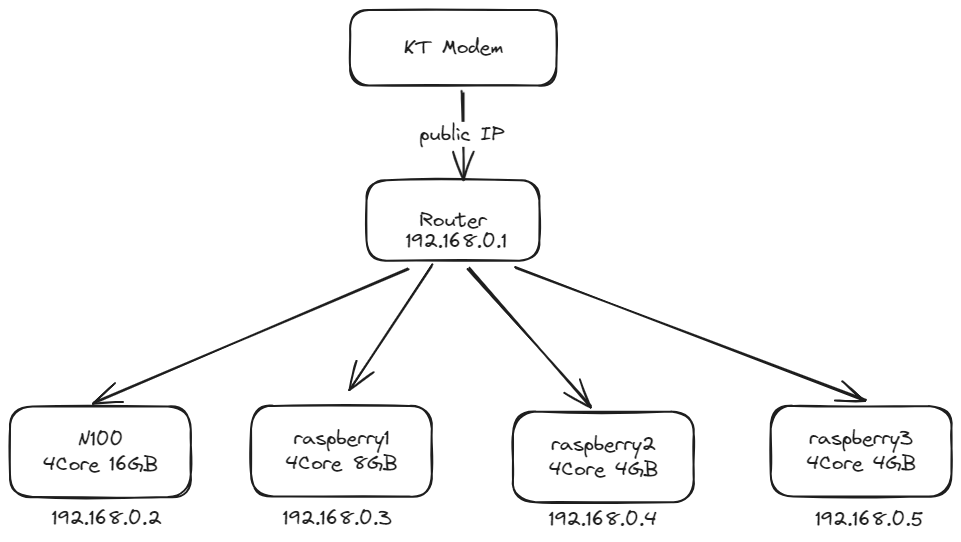 KT Modem
public IP
Router
192.168.0.1
N100
4Core 16GB
192.168.0.2
raspberry1
4Core 8GB
192.168.0.3
raspberry2
4Core 4GB
192.168.0.4
raspberry3
4Core 4GB
192.168.0.5